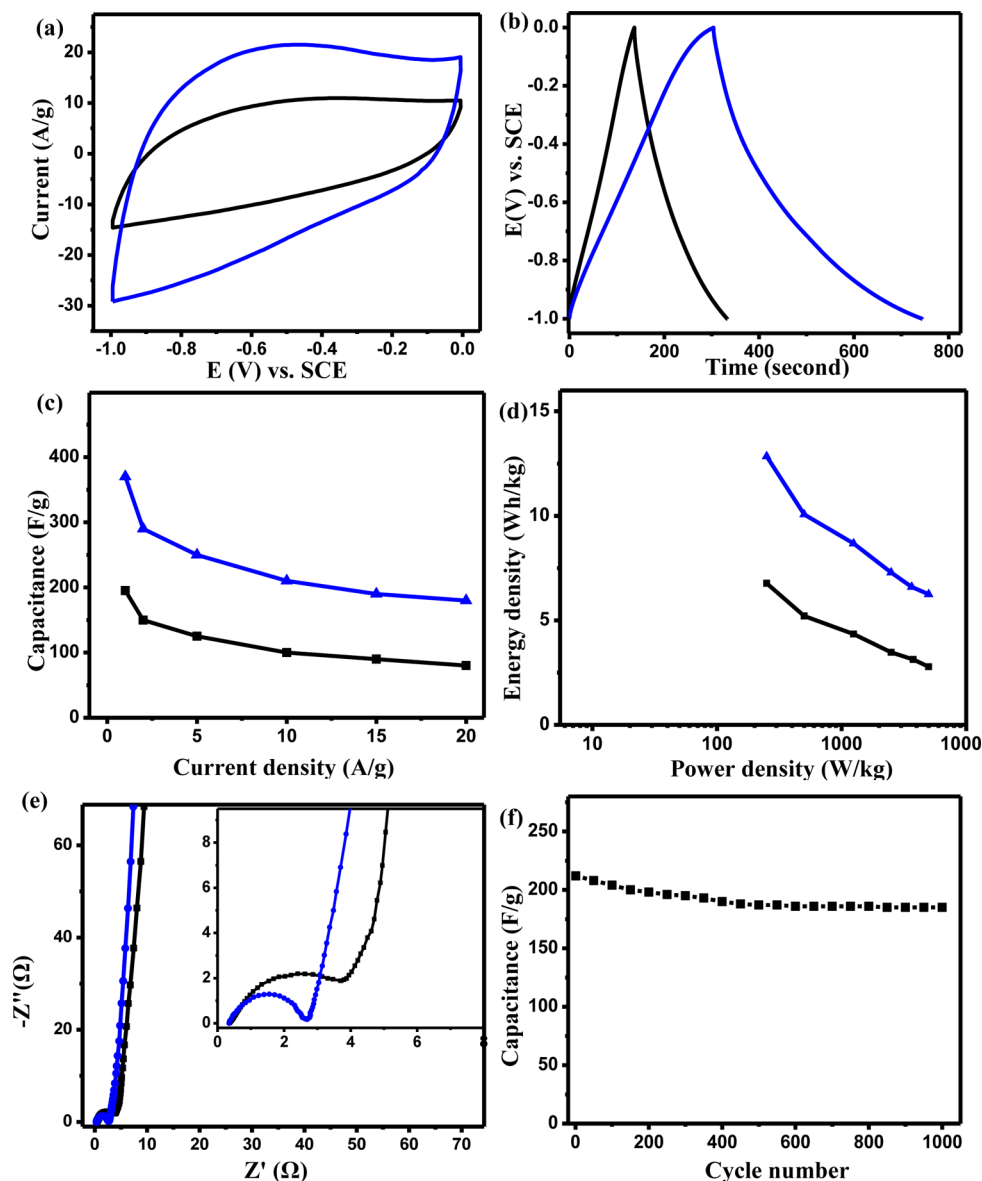 (a)
Current (A/g)
20
10
0
-10
-20
-30
-1.0 -0.8 -0.6 -0.4 -0.2 0.0
E (V) vs. SCE
(b)
E(V) vs. SCE
0.0
-0.2
-0.4
-0.6
-0.8
-1.0
0 200 400 600 800
Time (second)
(c)
Capacitance (F/g)
400
300
200
100
0
0 5 10 15 20
Current density (A/g)
(d)
Energy density (Wh/kg)
15
10
5
0
10 100 1000 1000
Power density (W/kg)
(e)
-Z''(Ω)
60
40
20
0
0 10 20 30 40 50 60 70
Z' (Ω)
8
6
4
2
0
0 2 4 6 8
(f)
Capacitance (F/g)
250
200
150
100
50
0
0 200 400 600 800 1000
Cycle number